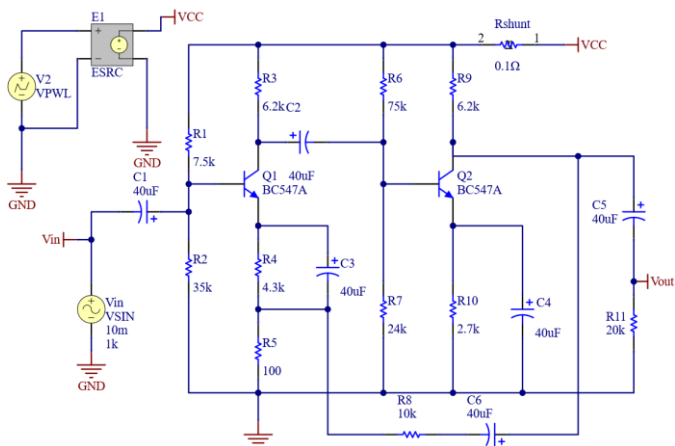 E1
VCC
V2
VPWL
ESRC
GND
GND
Rshunt
2
1
VCC
0.1Ω
R3
6.2k
C2
40uF
R6
75k
R9
6.2k
R1
7.5k
C1
40uF
Q1
BC547A
Q2
BC547A
C5
40uF
Vin
R2
35k
R4
4.3k
C3
40uF
R7
24k
R10
2.7k
C4
40uF
Vout
R11
20k
Vin
VSIN
10m
1k
GND
R5
100
R8
10k
C6
40uF